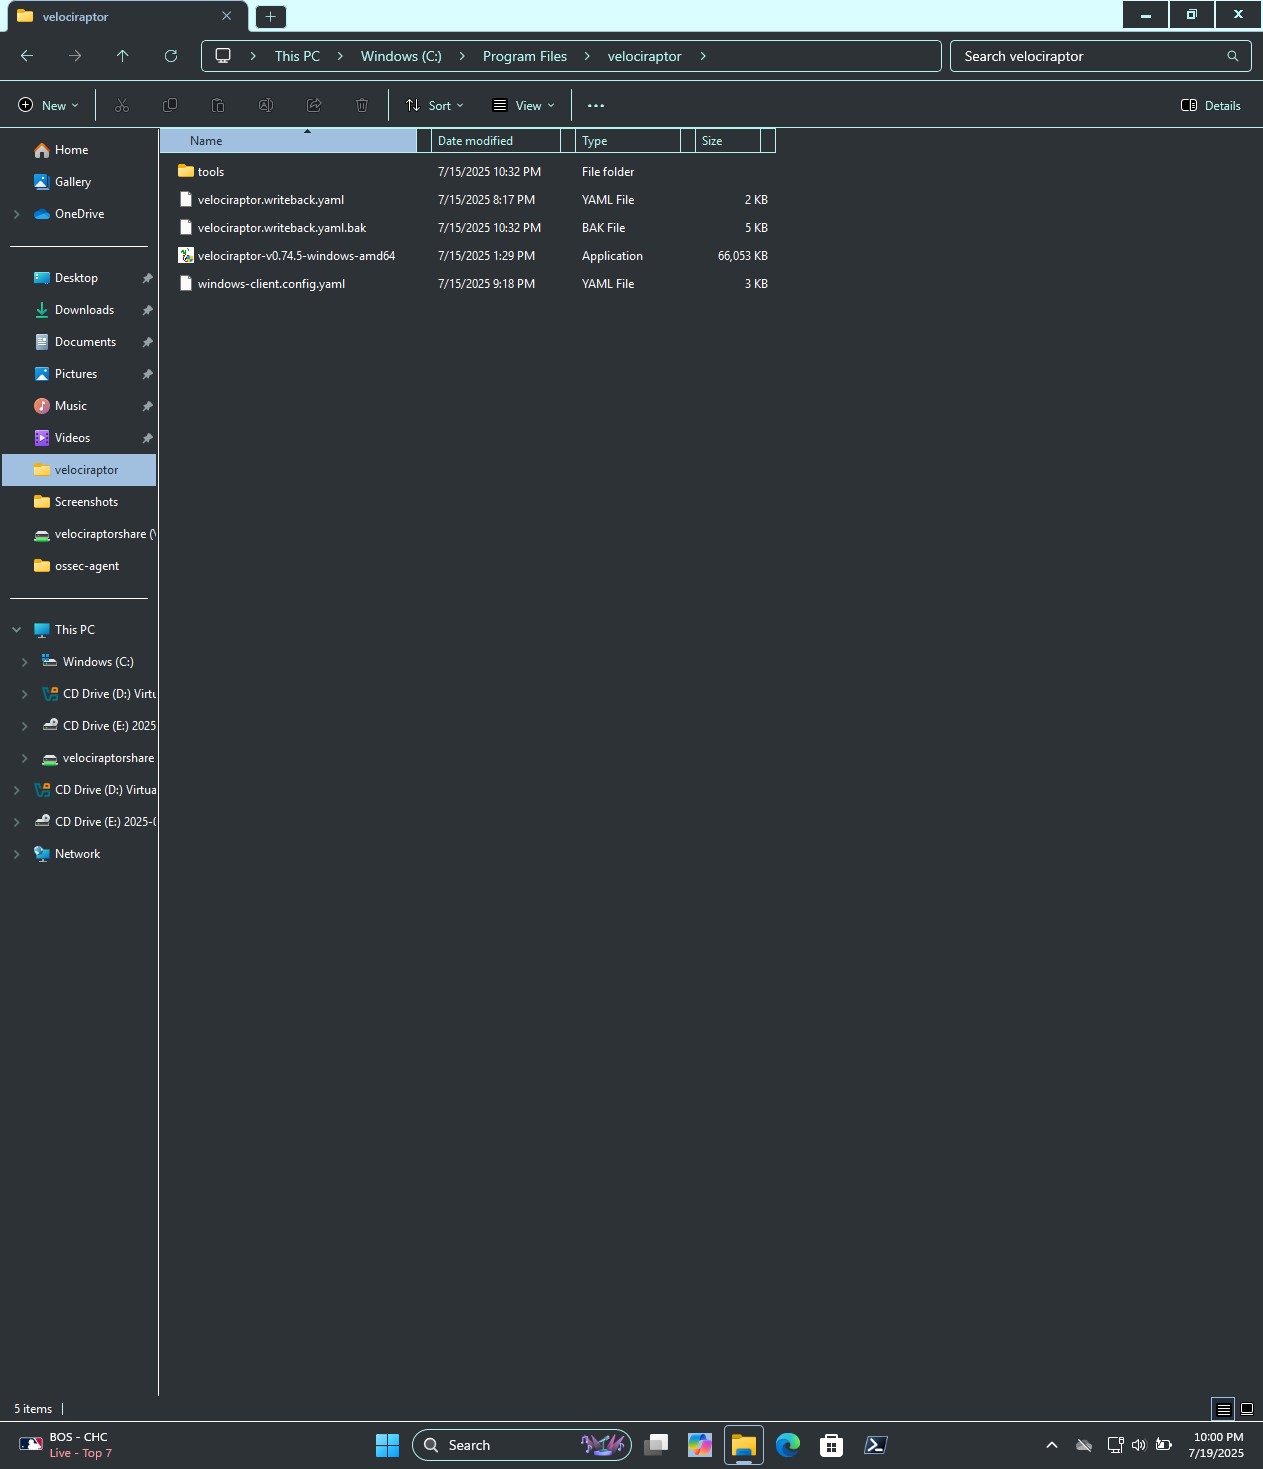 velociraptor
This PC
Windows (C:)
Program Files
velociraptor
Search velociraptor
New
Sort
View
Details
Home
Gallery
OneDrive
Desktop
Downloads
Documents
Pictures
Music
Videos
velociraptor
Screenshots
velociraptorshare (
ossec-agent
This PC
Windows (C:)
CD Drive (D:) Virtu
CD Drive (E:) 2025
velociraptorshare
CD Drive (D:) Virtua
CD Drive (E:) 2025-0
Network
Name Date modified Type Size
tools 7/15/2025 10:32 PM File folder
velociraptor.writeback.yaml 7/15/2025 8:17 PM YAML File 2 KB
velociraptor.writeback.yaml.bak 7/15/2025 10:32 PM BAK File 5 KB
velociraptor-v0.74.5-windows-amd64 7/15/2025 1:29 PM Application 66,053 KB
windows-client.config.yaml 7/15/2025 9:18 PM YAML File 3 KB
5 items
BOS - CHC
Live - Top 7
Search
10:00 PM
7/19/2025